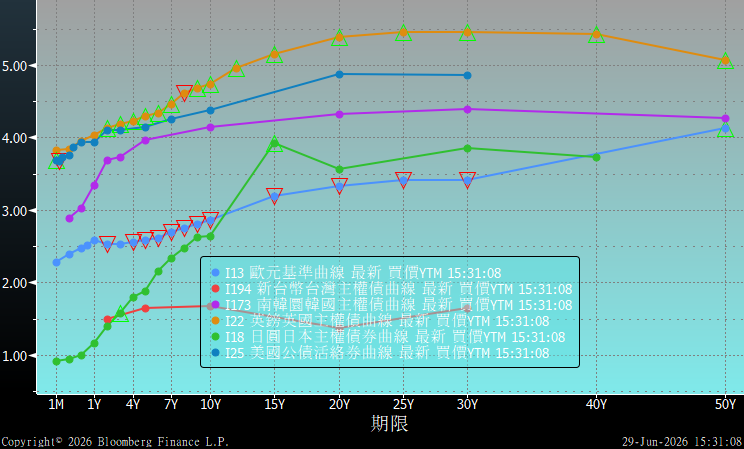 5.00
4.00
3.00
2.00
1.00
I13 歐元基準曲線 最新 買價YTM 15:31:08
I194 新台幣台灣主權債曲線 最新 買價YTM 15:31:08
I173 南韓圜韓國主權債曲線 最新 買價YTM 15:31:08
I22 英鎊英國主權債曲線 最新 買價YTM 15:31:08
I18 日圓日本主權債券曲線 最新 買價YTM 15:31:08
I25 美國公債活絡券曲線 最新 買價YTM 15:31:08
1M 1Y 4Y 7Y 10Y 15Y 20Y 25Y 30Y 40Y 50Y
期限
Copyright© 2026 Bloomberg Finance L.P. 29-Jun-2026 15:31:08